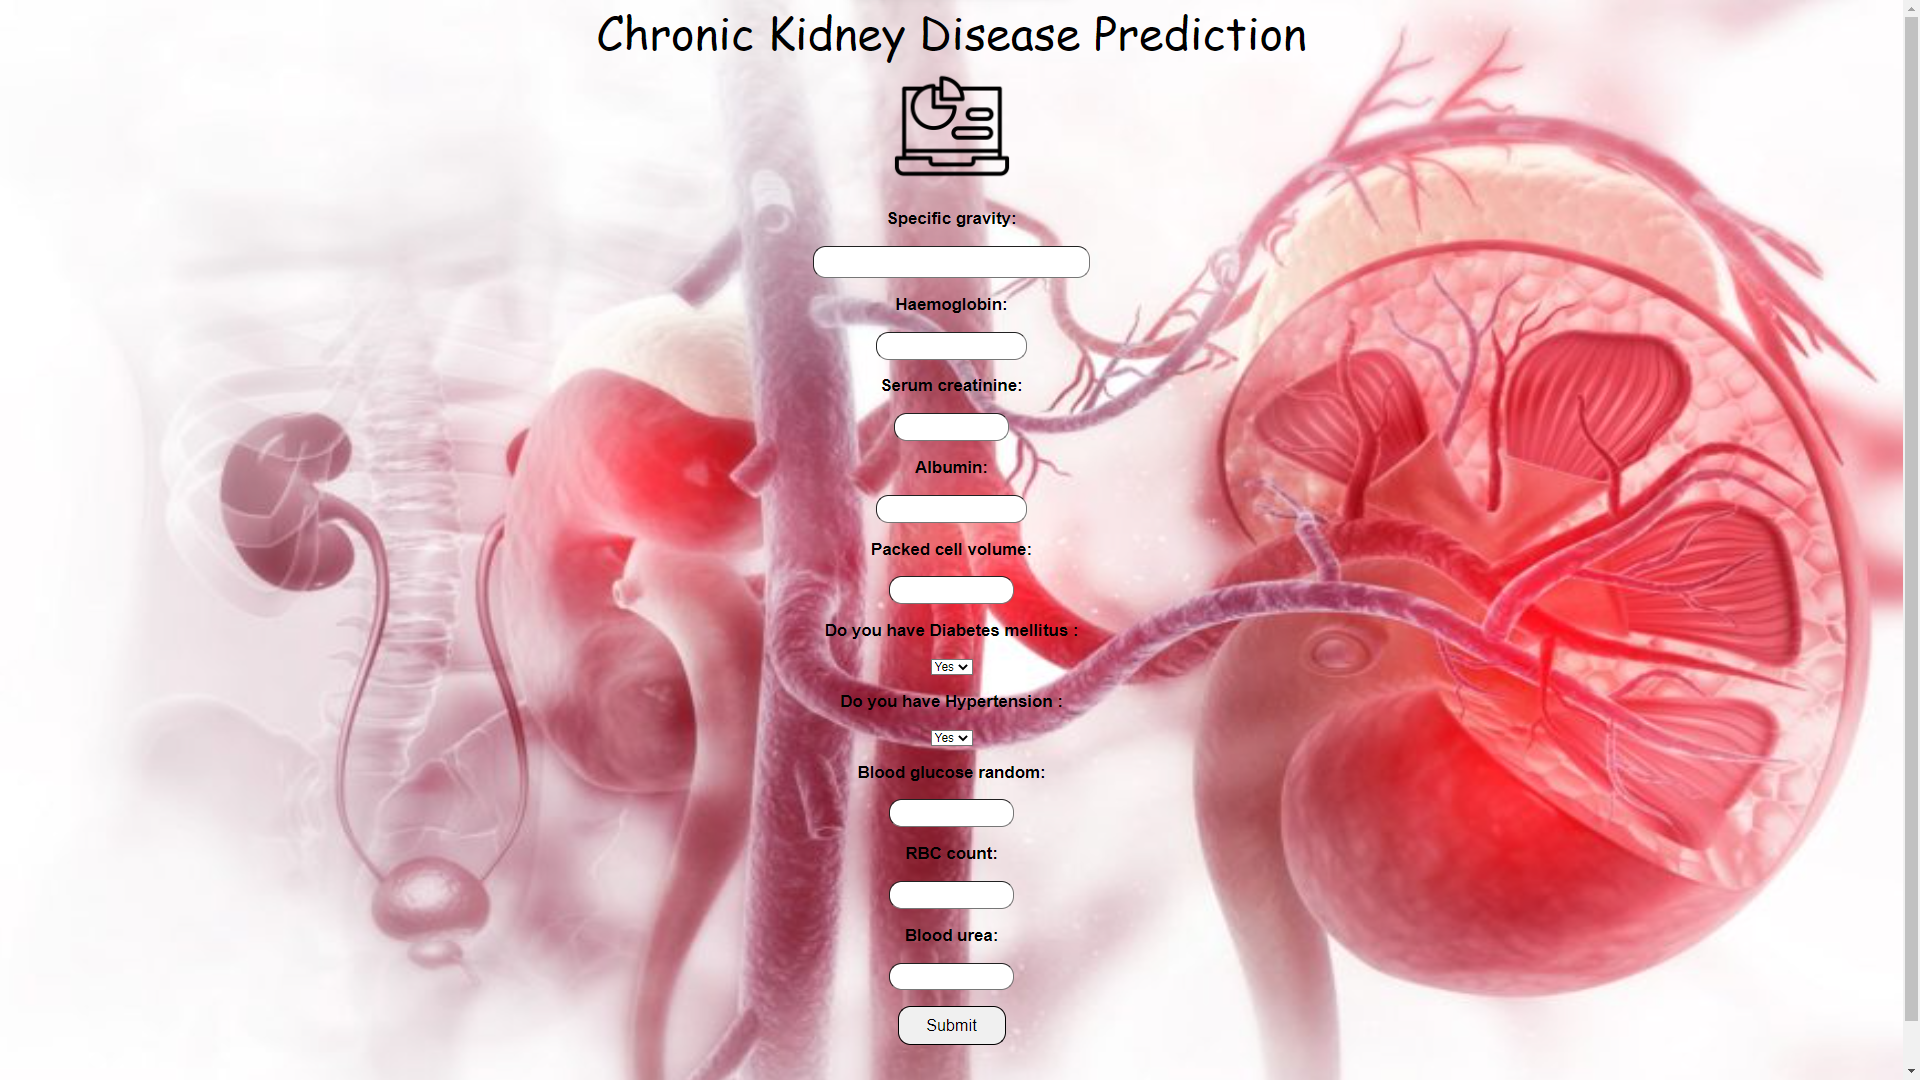 Chronic Kidney Disease Prediction
Specific gravity:
Haemoglobin:
Serum creatinine:
Albumin:
Packed cell volume:
Do you have Diabetes mellitus :
Yes
Do you have Hypertension :
Yes
Blood glucose random:
RBC count:
Blood urea:
Submit